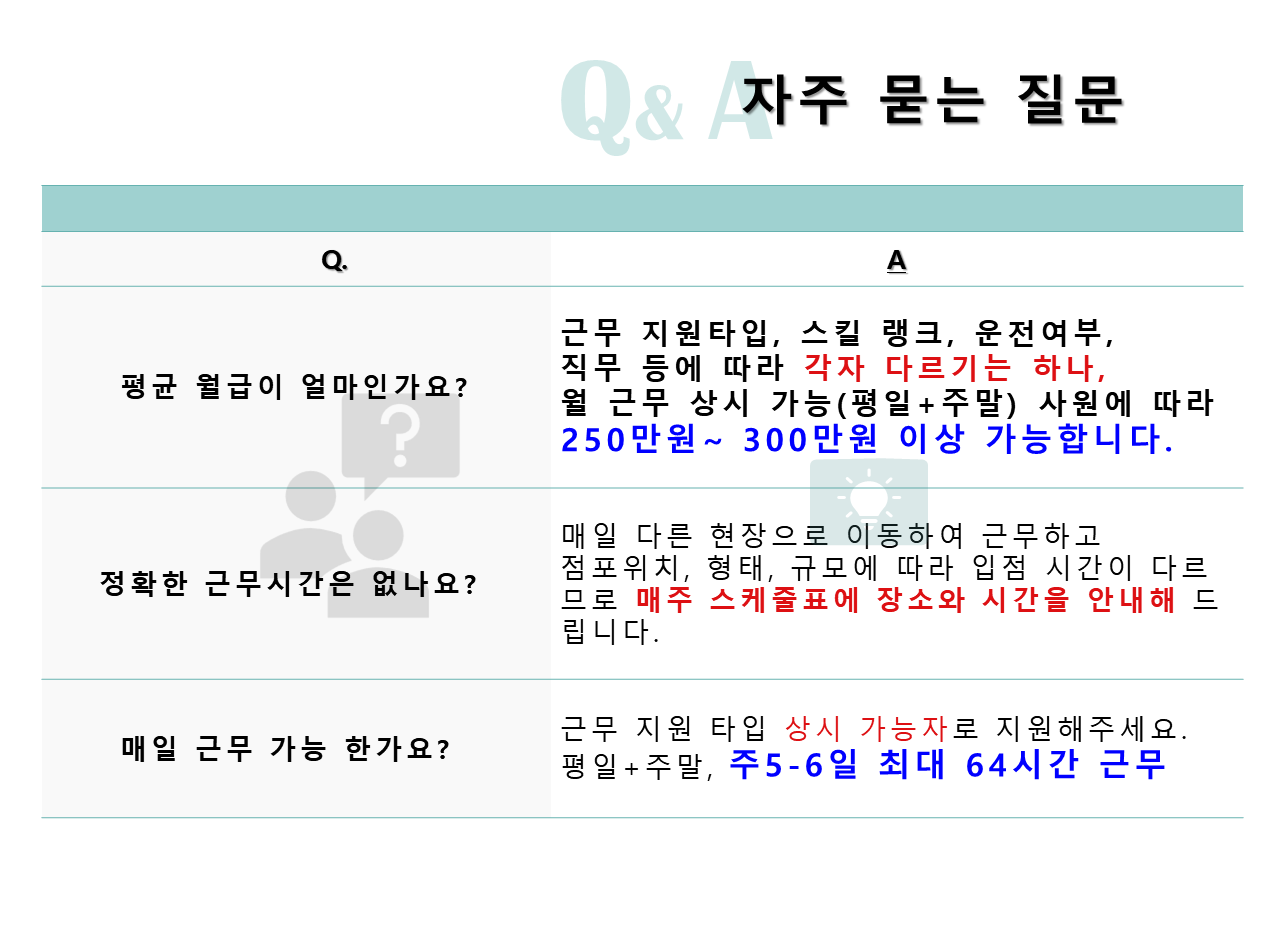 Q& A 자주 묻는 질문
Q.
A
평균 월급이 얼마인가요?
근무 지원타입, 스킬 랭크, 운전여부,
직무 등에 따라 각자 다르기는 하나,
월 근무 상시 가능(평일+주말) 사원에 따라
250만원~ 300만원 이상 가능합니다.
정확한 근무시간은 없나요?
매일 다른 현장으로 이동하여 근무하고
점포위치, 형태, 규모에 따라 입점 시간이 다르
므로 매주 스케줄표에 장소와 시간을 안내해 드
립니다.
매일 근무 가능 한가요?
근무 지원 타입 상시 가능자로 지원해주세요.
평일+주말, 주5-6일 최대 64시간 근무